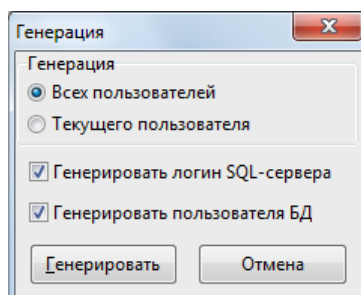 Генерация
Генерация
Всех пользователей
Текущего пользователя
Генерировать логин SQL-сервера
Генерировать пользователя БД
Генерировать
Отмена